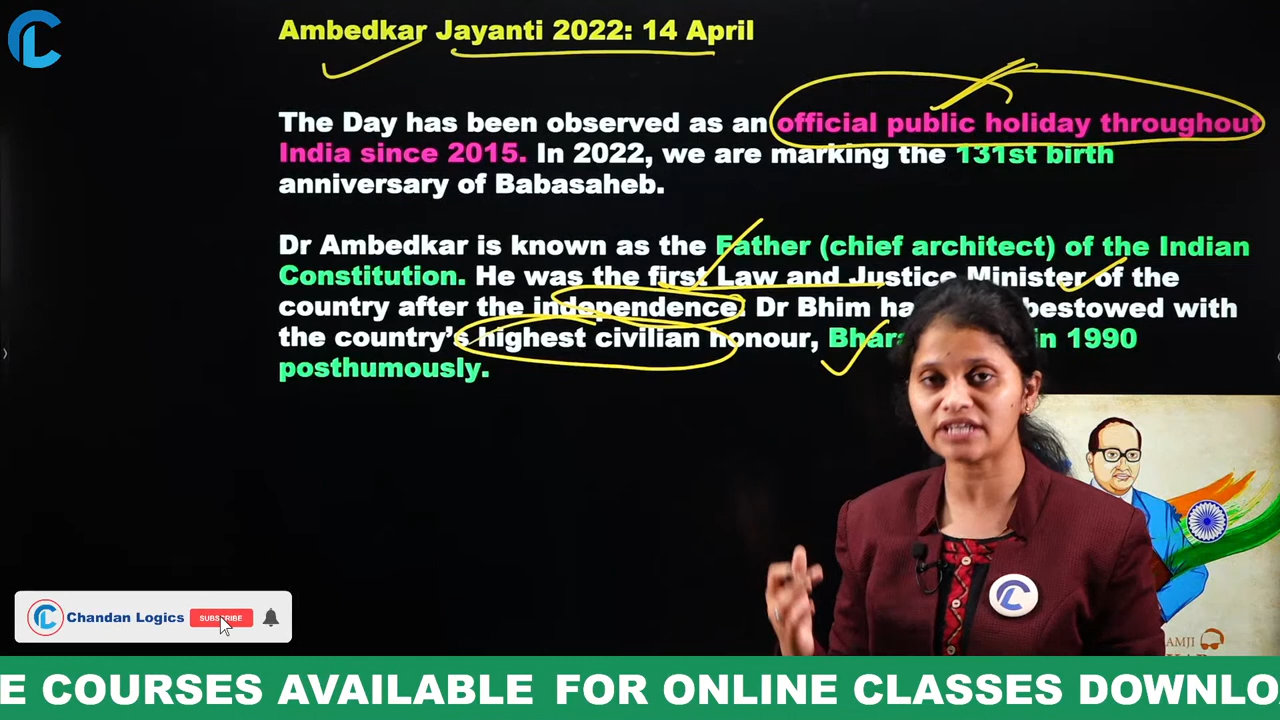 Ambedkar Jayanti 2022: 14 April
The Day has been observed as an official public holiday throughout
India since 2015. In 2022, we are marking the 131st birth
anniversary of Babasaheb.
Dr Ambedkar is known as the Father (chief architect) of the Indian
Constitution. He was the first Law and Justice Minister of the
country after the independence. Dr Bhim bestowed with
the country's highest civilian honour, in 1990
posthumously.
AMJI
Chandan Logics SUBSCRIBE
E COURSES AVAILABLE FOR ONLINE CLASSES DOWNLO